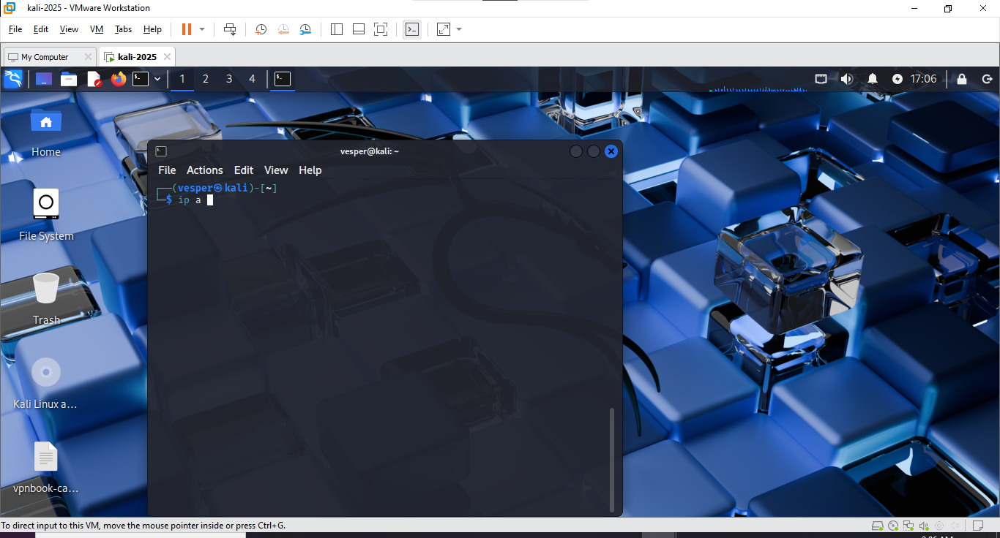 kali-2025 - VMware Workstation
File Edit View VM Tabs Help
My Computer kali-2025
1 2 3 4 17:06
Home
File System
Trash
Kali Linux a...
vpnbook-ca...
vesper@kali: ~
File Actions Edit View Help
┌──(vesper㉿kali)-[~]
└─$ ip a
To direct input to this VM, move the mouse pointer inside or press Ctrl+G.